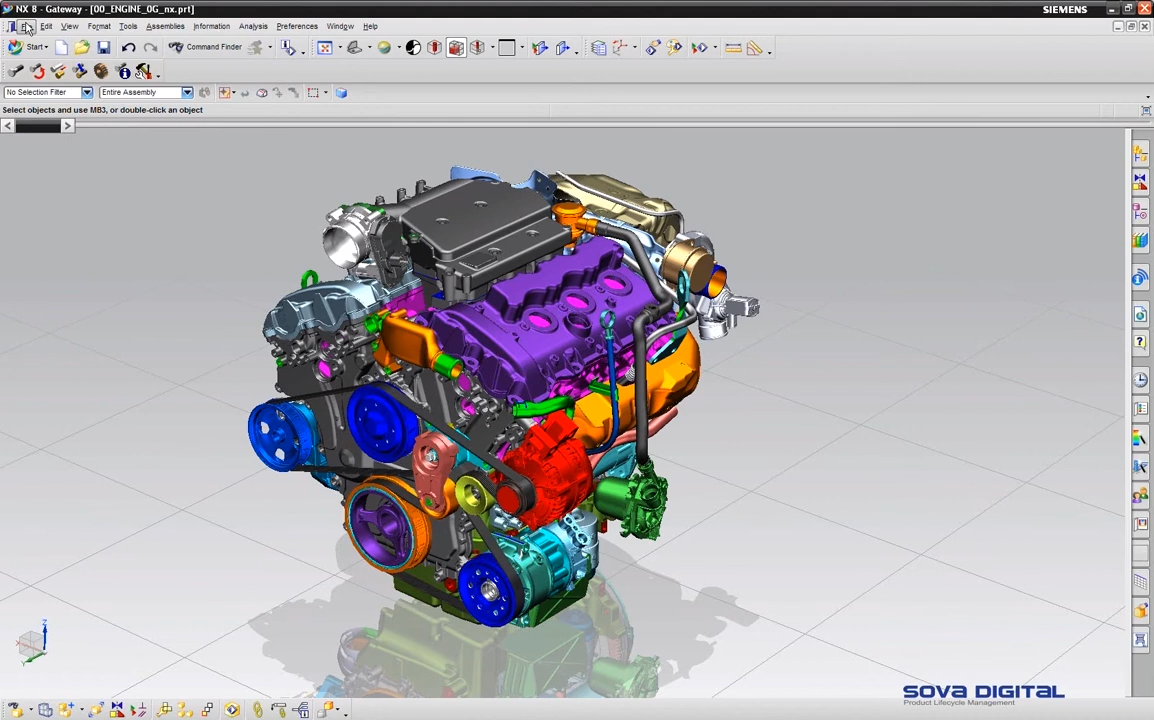 NX 8 - Gateway - [00_ENGINE_0G_nx.prt]
SIEMENS
Edit View Format Tools Assemblies Information Analysis Preferences Window Help
Start Command Finder
No Selection Filter Entire Assembly
Select objects and use MB3, or double-click an object
Z
X
Y
SOVA DIGITAL
Product Lifecycle Management